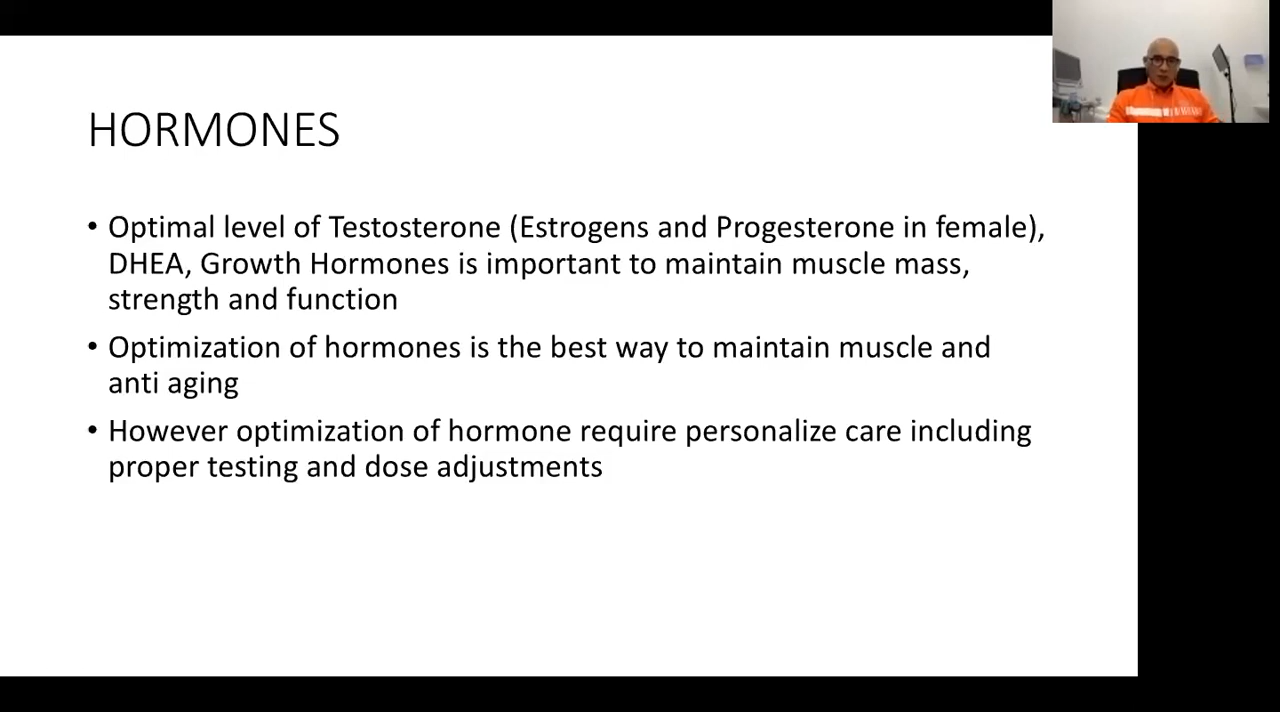 HORMONES
• Optimal level of Testosterone (Estrogens and Progesterone in female),
DHEA, Growth Hormones is important to maintain muscle mass,
strength and function
• Optimization of hormones is the best way to maintain muscle and
anti aging
• However optimization of hormone require personalize care including
proper testing and dose adjustments